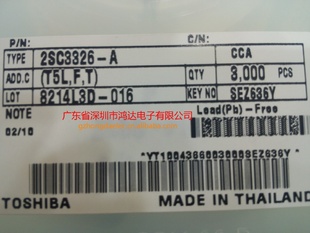 P/N: C/N:
TYPE 2SC3326-A CCA
ADD.C (T5L,F,T) QTY 3,000 PCS
LOT 8214L3D-016 KEY NO. SEZ636Y
NOTE Lead(Pb)-Free
广东省深圳市鸿达电子有限公司
02/10
*YT1004366003000SEZ636Y*
TOSHIBA MADE IN THAILAND